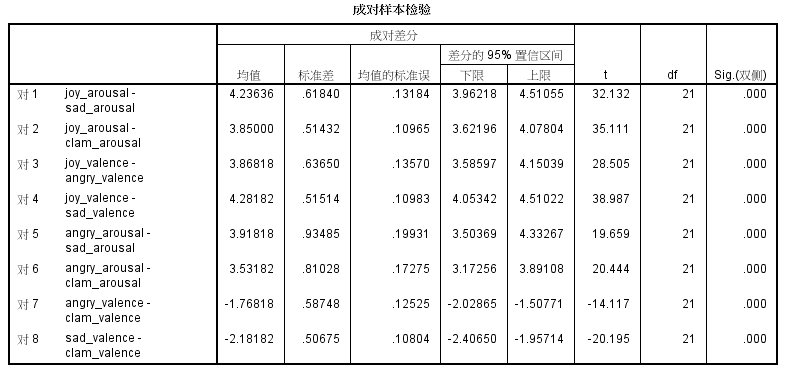 成对样本检验
成对差分
差分的 95% 置信区间
均值 标准差 均值的标准误 下限 上限 t df Sig.(双侧)
对 1 joy_arousal - 4.23636 .61840 .13184 3.96218 4.51055 32.132 21 .000
sad_arousal
对 2 joy_arousal - 3.85000 .51432 .10965 3.62196 4.07804 35.111 21 .000
clam_arousal
对 3 joy_valence - 3.86818 .63650 .13570 3.58597 4.15039 28.505 21 .000
angry_valence
对 4 joy_valence - 4.28182 .51514 .10983 4.05342 4.51022 38.987 21 .000
sad_valence
对 5 angry_arousal - 3.91818 .93485 .19931 3.50369 4.33267 19.659 21 .000
sad_arousal
对 6 angry_arousal - 3.53182 .81028 .17275 3.17256 3.89108 20.444 21 .000
clam_arousal
对 7 angry_valence - -1.76818 .58748 .12525 -2.02865 -1.50771 -14.117 21 .000
clam_valence
对 8 sad_valence - -2.18182 .50675 .10804 -2.40650 -1.95714 -20.195 21 .000
clam_valence